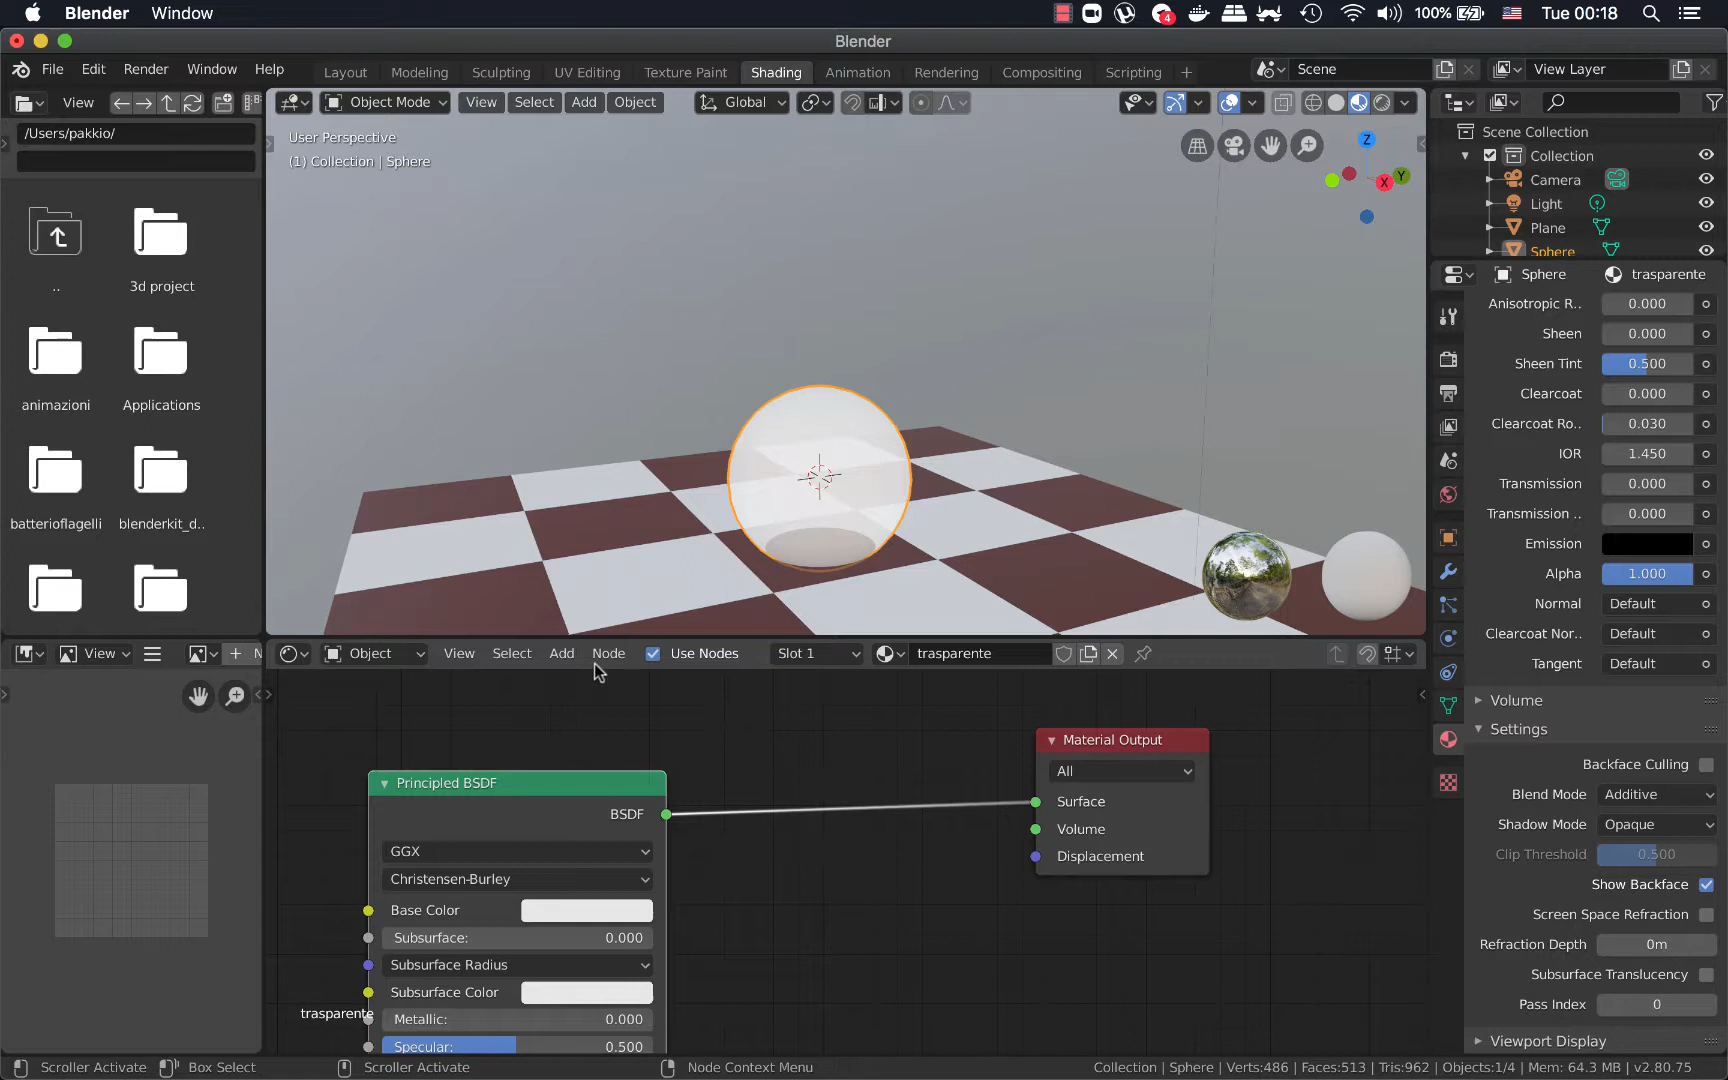 Blender Window 4 100% Tue 00:18
Blender
File Edit Render Window Help Layout Modeling Sculpting UV Editing Texture Paint Shading Animation Rendering Compositing Scripting + Scene View Layer
View Object Mode View Select Add Object Global
/Users/pakkio/
User Perspective
(1) Collection | Sphere
Z
X
Y
..
3d project
animazioni
Applications
batterioflagelli
blenderkit_d..
Scene Collection
Collection
Camera
Light
Plane
Sphere
Sphere trasparente
Anisotropic R.. 0.000
Sheen 0.000
Sheen Tint 0.500
Clearcoat 0.000
Clearcoat Ro.. 0.030
IOR 1.450
Transmission 0.000
Transmission .. 0.000
Emission
Alpha 1.000
Normal Default
Clearcoat Nor.. Default
Tangent Default
Volume
Settings
Backface Culling
Blend Mode Additive
Shadow Mode Opaque
Clip Threshold 0.500
Show Backface
Screen Space Refraction
Refraction Depth 0m
Subsurface Translucency
Pass Index 0
Viewport Display
View + N
Object View Select Add Node Use Nodes Slot 1 trasparente
Principled BSDF
BSDF
GGX
Christensen-Burley
Base Color
Subsurface: 0.000
Subsurface Radius
Subsurface Color
Metallic: 0.000
Specular: 0.500
trasparente
Material Output
All
Surface
Volume
Displacement
Scroller Activate Box Select Scroller Activate Node Context Menu Collection | Sphere | Verts:486 | Faces:513 | Tris:962 | Objects:1/4 | Mem: 64.3 MB | v2.80.75